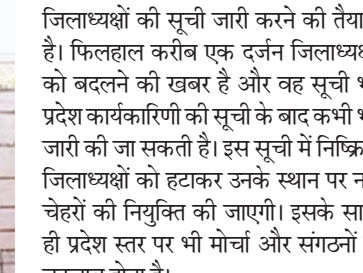 जिलाध्यक्षों की सूची जारी करने की
है। फिलहाल करीब एक दर्जन
को बदलने की खबर है और वह सूची
प्रदेश कार्यकारिणी की सूची के बाद कभी
जारी की जा सकती है। इस सूची में
जिलाध्यक्षों को हटाकर उनके स्थान पर
चेहरों की नियुक्ति की जाएगी। इसके
ही प्रदेश स्तर पर भी मोर्चा और संगठनों